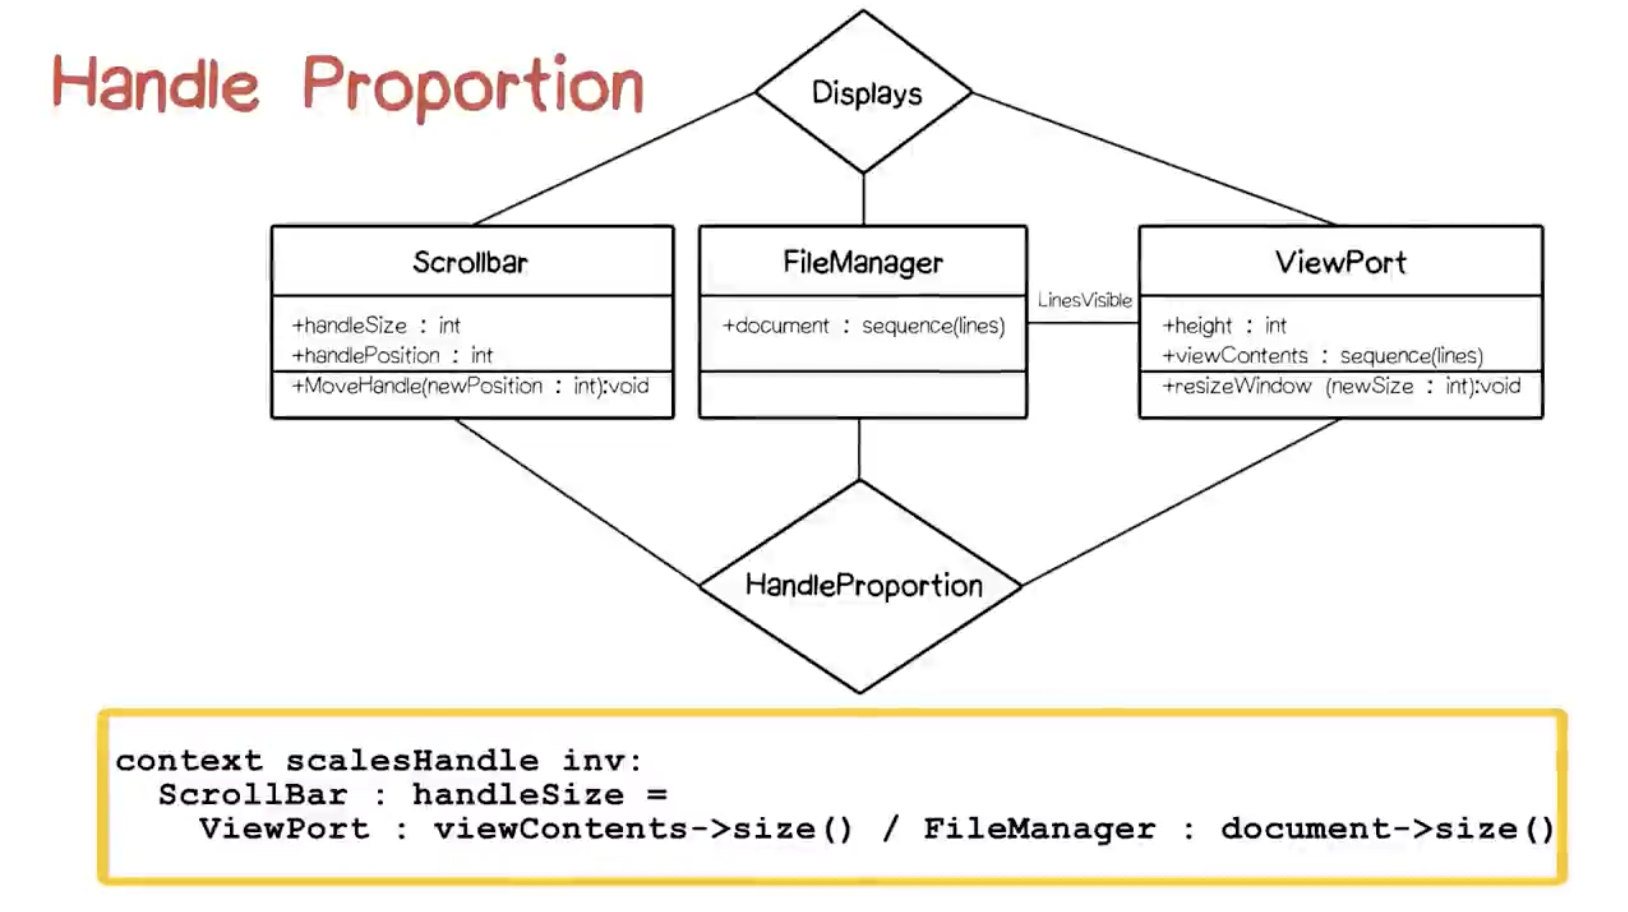 Handle Proportion
Displays
Scrollbar
+handleSize : int
+handlePosition : int
+MoveHandle(newPosition : int):void
FileManager
+document : sequence(lines)
LinesVisible
ViewPort
+height : int
+viewContents : sequence(lines)
+resizeWindow (newSize : int):void
HandleProportion
context scalesHandle inv:
ScrollBar : handleSize =
ViewPort : viewContents->size() / FileManager : document->size()